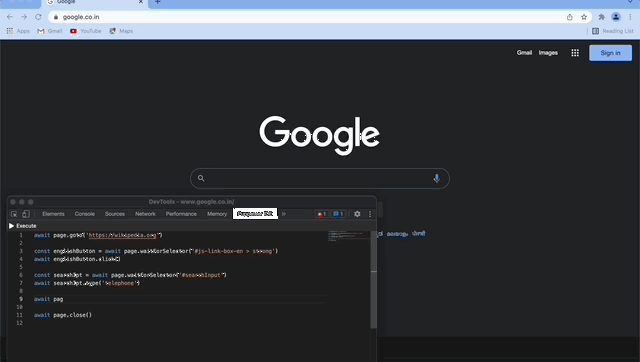 Google
google.co.in
Apps Gmail YouTube Maps Reading List
Gmail Images Sign in
Google
DevTools - www.google.co.in/
Elements Console Sources Network Performance Memory » 1 1
Execute
1 await page.goto("https://wikipedia.org")
2
3 const englishButton = await page.waitForSelector("#js-link-box-en > strong")
4 await englishButton.click()
5
6 const searchInput = await page.waitForSelector("#searchInput")
7 await searchInput.type("telephone")
8
9 await pag
10
11 await page.close()
12
മലയാളം ਪੰਜਾਬੀ